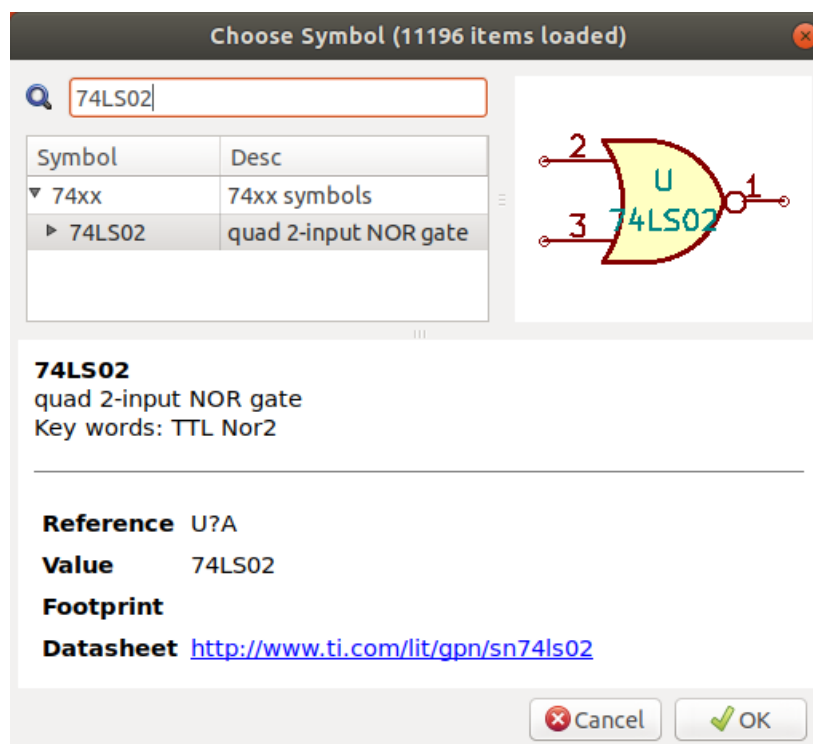 Choose Symbol (11196 items loaded)
74LS02
Symbol Desc
74xx 74xx symbols
74LS02 quad 2-input NOR gate
2
3
U
74LS02
1
74LS02
quad 2-input NOR gate
Key words: TTL Nor2
Reference U?A
Value 74LS02
Footprint
Datasheet http://www.ti.com/lit/gpn/sn74ls02
Cancel OK